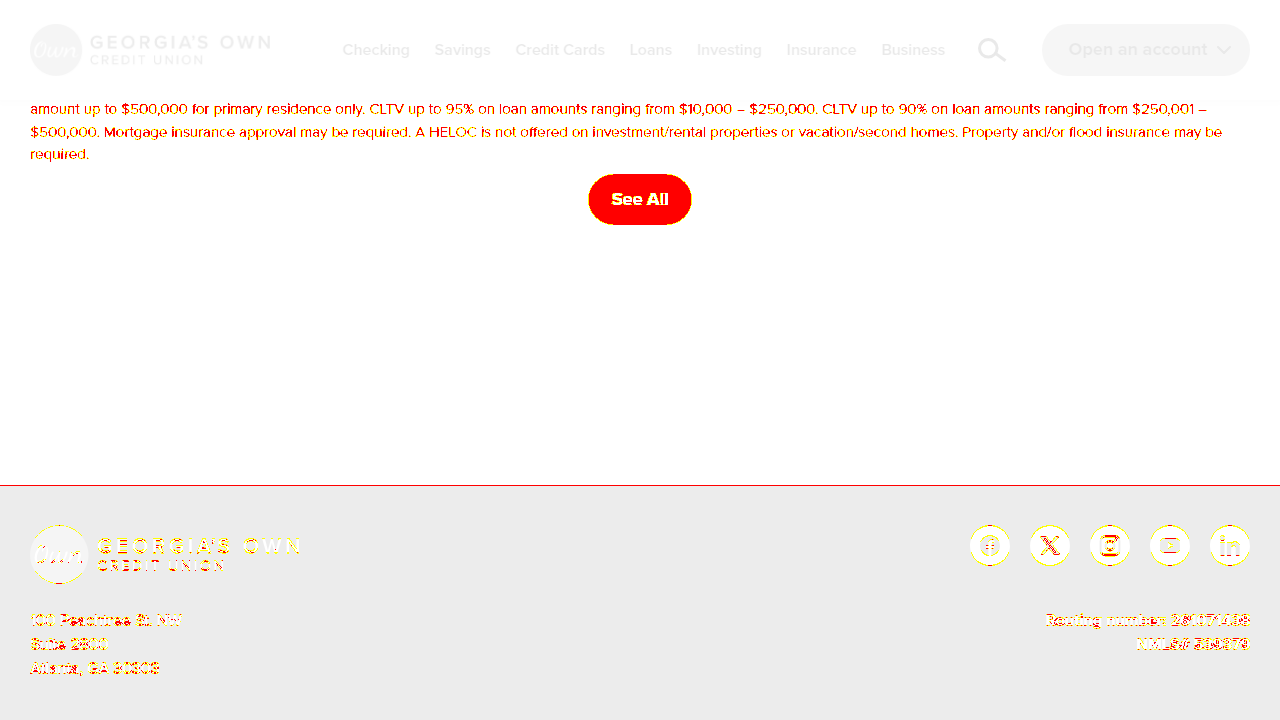 Own GEORGIA'S OWN
CREDIT UNION
Checking Savings Credit Cards Loans Investing Insurance Business Open an account
amount up to $500,000 for primary residence only. CLTV up to 95% on loan amounts ranging from $10,000 – $250,000. CLTV up to 90% on loan amounts ranging from $250,001 –
$500,000. Mortgage insurance approval may be required. A HELOC is not offered on investment/rental properties or vacation/second homes. Property and/or flood insurance may be
required.
See All
Own GEORGIA'S OWN
CREDIT UNION
100 Peachtree St. NW
Suite
Atlanta, GA
Routing number:
NMLS#